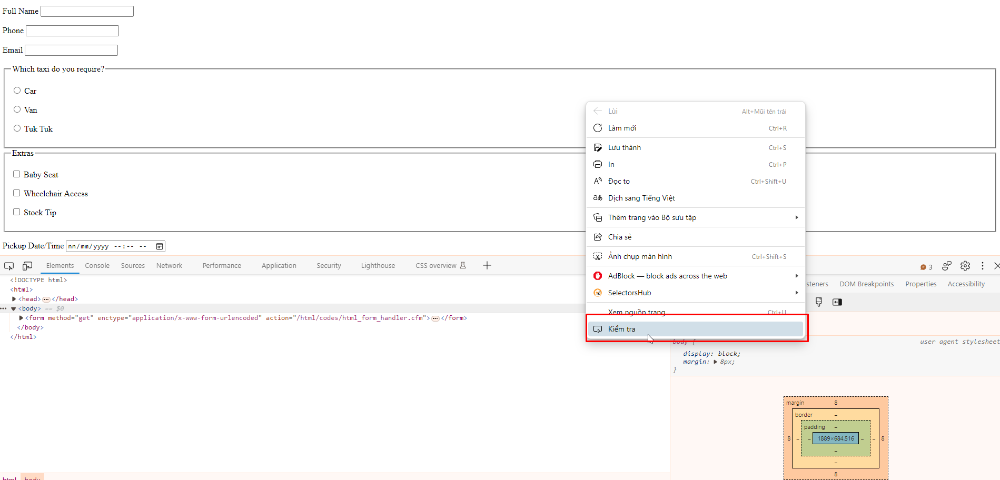 Full Name
Phone
Email
Which taxi do you require?
Car
Van
Tuk Tuk
Extras
Baby Seat
Wheelchair Access
Stock Tip
Pickup Date/Time nn/mm/yyyy --:-- --
Lùi Alt+Mũi tên trái
Làm mới Ctrl+R
Lưu thành Ctrl+S
In Ctrl+P
Đọc to Ctrl+Shift+U
Dịch sang Tiếng Việt
Thêm trang vào Bộ sưu tập
Chia sẻ
Ảnh chụp màn hình Ctrl+Shift+S
AdBlock — block ads across the web
SelectorsHub
Xem nguồn trang Ctrl+U
Kiểm tra
Elements Console Sources Network Performance Application Security Lighthouse CSS overview 3
<!DOCTYPE html>
<html>
<head> </head>
<body> == $0
<form method="get" enctype="application/x-www-form-urlencoded" action="/html/codes/html_form_handler.cfm"> </form>
</body>
</html>
DOM Breakpoints Properties Accessibility
body { user agent stylesheet
display: block;
margin: 8px;
}
margin 8
border –
padding –
8 – – 1889×684.516 – – 8
–
–
8
html body